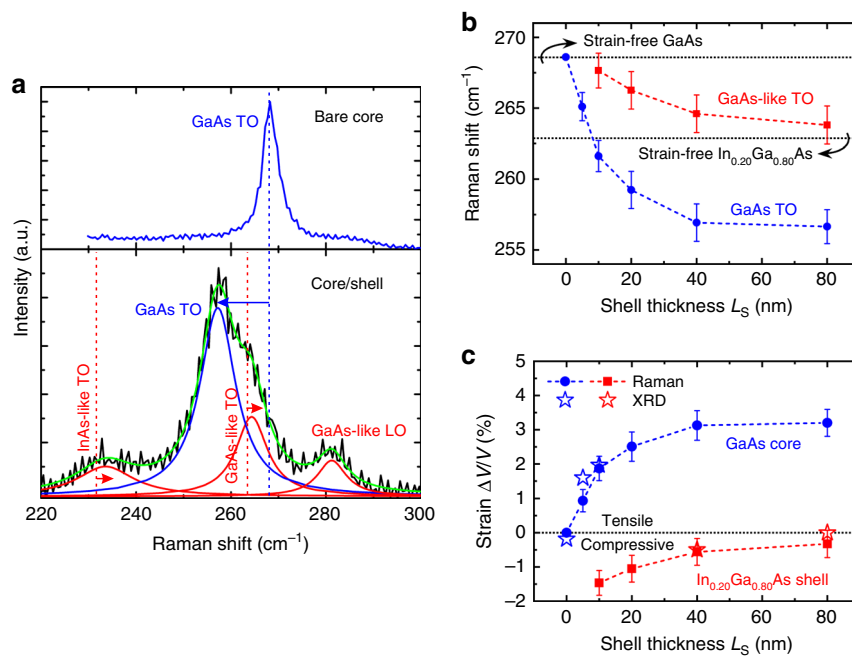 a
Bare core
GaAs TO
Core/shell
GaAs TO
InAs-like TO
GaAs-like TO
GaAs-like LO
Intensity (a.u.)
220 240 260 280 300
Raman shift (cm⁻¹)
b
270
267
265
260
257
255
Raman shift (cm⁻¹)
Strain-free GaAs
GaAs-like TO
Strain-free In₀.₂₀Ga₀.₈₀As
GaAs TO
0 20 40 60 80
Shell thickness Lₛ (nm)
c
5
4
3
2
1
0
−1
−2
Strain ΔV/V (%)
Raman
XRD
GaAs core
Tensile
Compressive
In₀.₂₀Ga₀.₈₀As shell
0 20 40 60 80
Shell thickness Lₛ (nm)